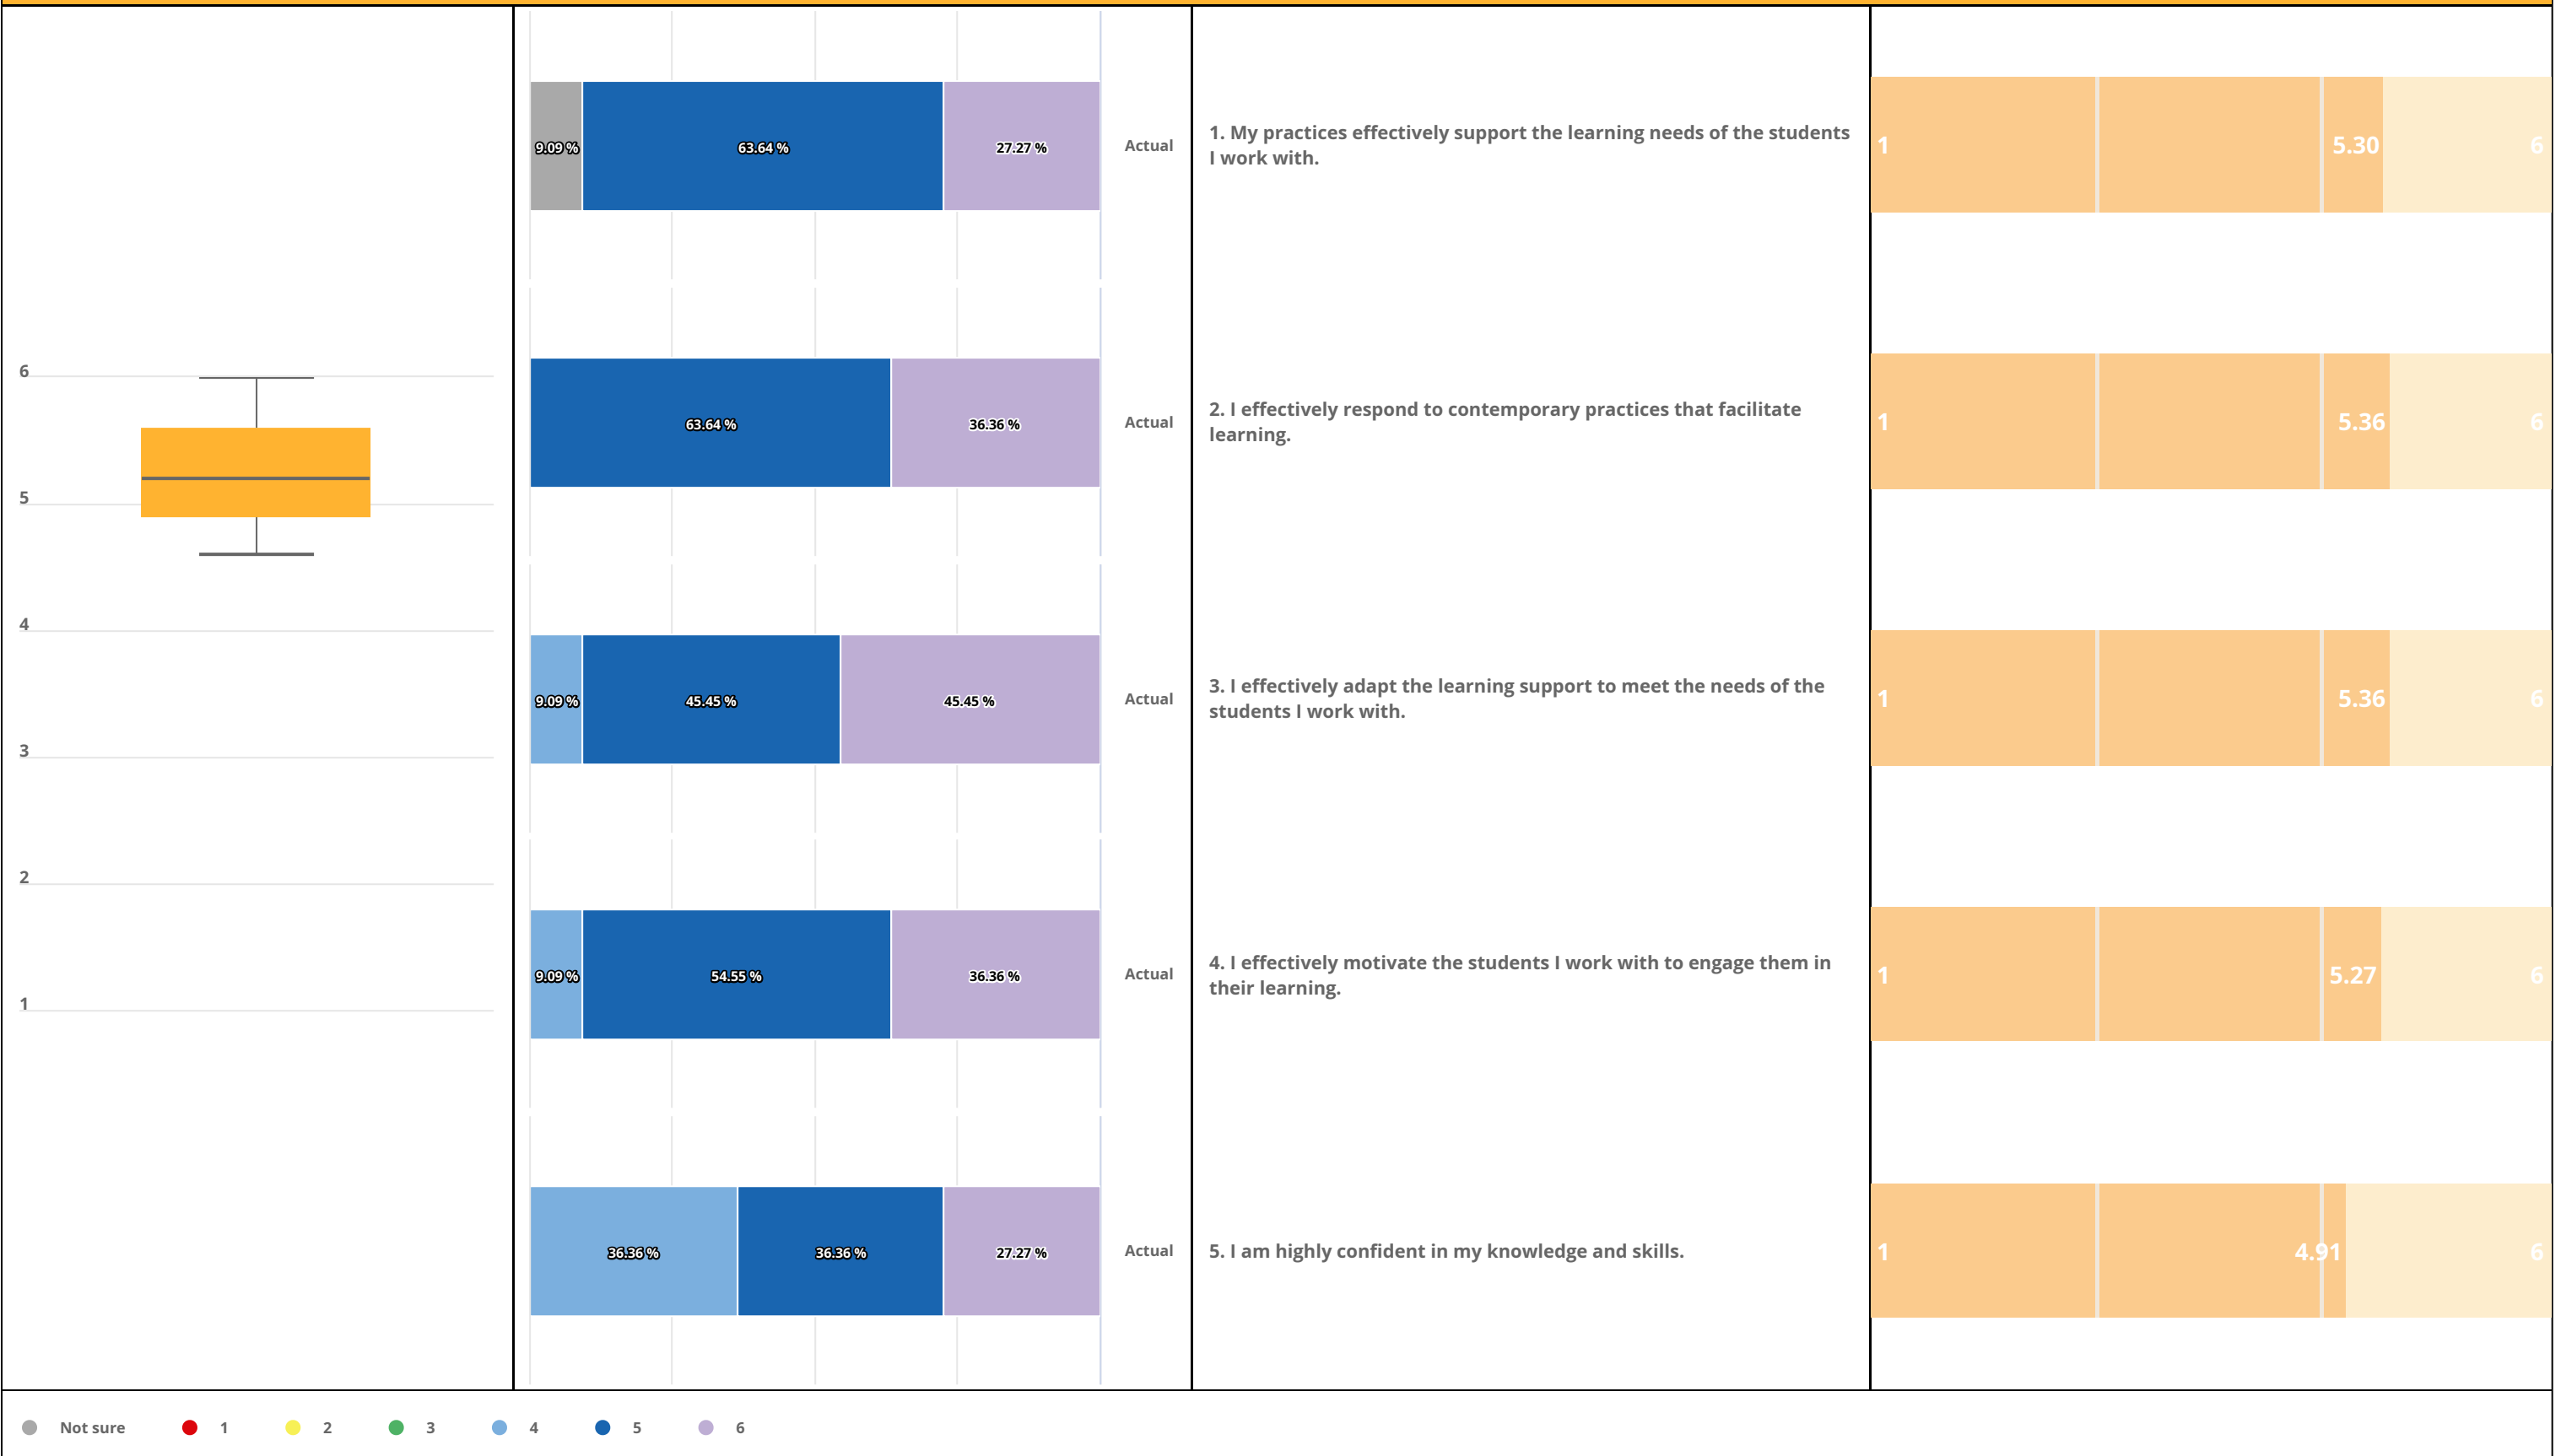 6
5
4
3
2
1
9.09 %
63.64 %
27.27 %
Actual
1. My practices effectively support the learning needs of the students
I work with.
1
5.30
6
63.64 %
36.36 %
Actual
2. I effectively respond to contemporary practices that facilitate
learning.
1
5.36
6
9.09 %
45.45 %
45.45 %
Actual
3. I effectively adapt the learning support to meet the needs of the
students I work with.
1
5.36
6
9.09 %
54.55 %
36.36 %
Actual
4. I effectively motivate the students I work with to engage them in
their learning.
1
5.27
6
36.36 %
36.36 %
27.27 %
Actual
5. I am highly confident in my knowledge and skills.
1
4.91
6
Not sure 1 2 3 4 5 6